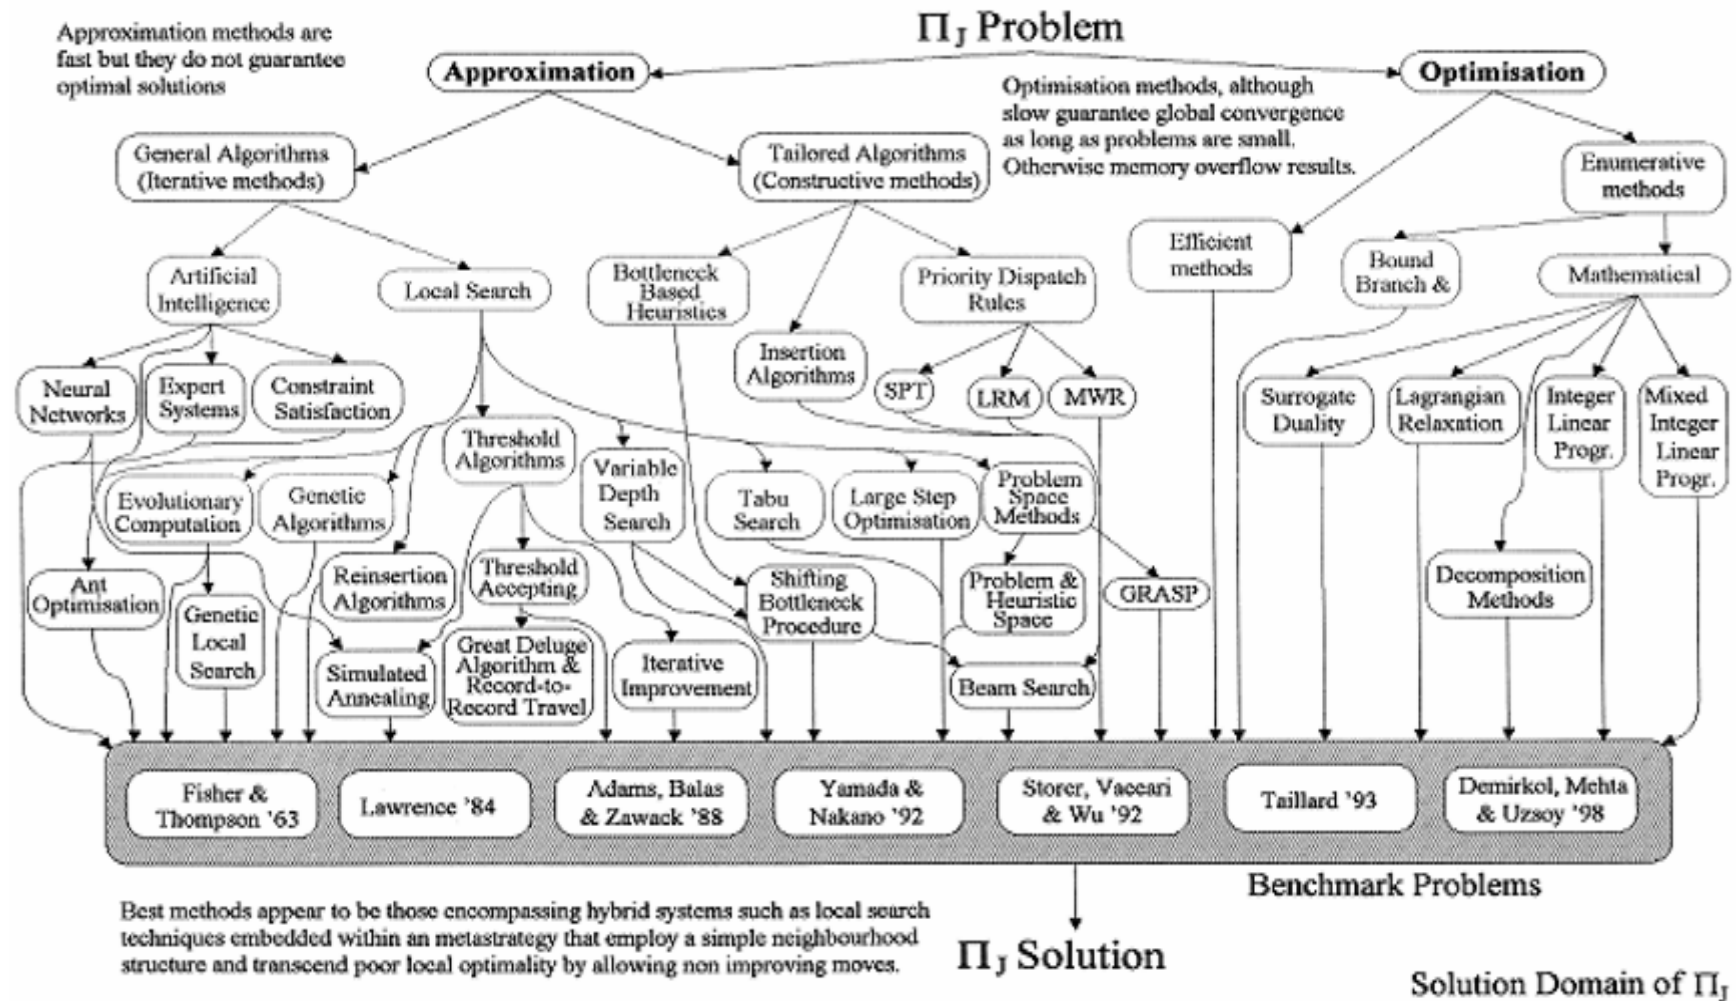 Π_J Problem
Approximation methods are
fast but they do not guarantee
optimal solutions
Approximation
Optimisation
Optimisation methods, although
slow guarantee global convergence
as long as problems are small.
Otherwise memory overflow results.
General Algorithms
(Iterative methods)
Tailored Algorithms
(Constructive methods)
Enumerative
methods
Efficient
methods
Artificial
Intelligence
Local Search
Bottleneck
Based
Heuristics
Priority Dispatch
Rules
Bound
Branch &
Mathematical
Insertion
Algorithms
Neural
Networks
Expert
Systems
Constraint
Satisfaction
SPT
LRM
MWR
Surrogate
Duality
Lagrangian
Relaxation
Integer
Linear
Progr.
Mixed
Integer
Linear
Progr.
Threshold
Algorithms
Variable
Depth
Search
Evolutionary
Computation
Genetic
Algorithms
Tabu
Search
Large Step
Optimisation
Problem
Space
Methods
Ant
Optimisation
Genetic
Local
Search
Reinsertion
Algorithms
Threshold
Accepting
Shifting
Bottleneck
Procedure
Problem &
Heuristic
Space
GRASP
Decomposition
Methods
Simulated
Annealing
Great Deluge
Algorithm &
Record-to-
Record Travel
Iterative
Improvement
Beam Search
Fisher &
Thompson '63
Lawrence '84
Adams, Balas
& Zawack '88
Yamada &
Nakano '92
Storer, Vaccari
& Wu '92
Taillard '93
Demirkol, Mehta
& Uzsoy '98
Benchmark Problems
Best methods appear to be those encompassing hybrid systems such as local search
techniques embedded within an metastrategy that employ a simple neighbourhood
structure and transcend poor local optimality by allowing non improving moves.
Π_J Solution
Solution Domain of Π_J